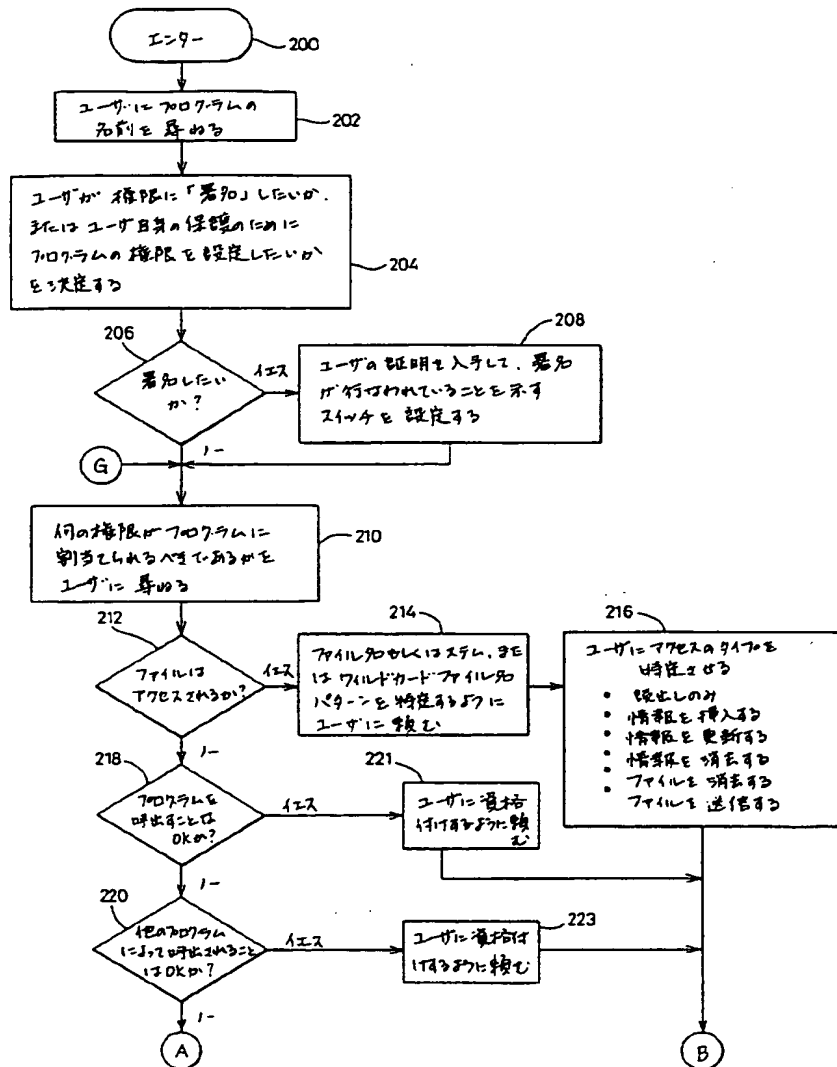 エンター
200
ユーザにプログラムの
名前を尋ねる
202
ユーザが権限に「署名」したいか、
またはユーザ自身の保護のために
プログラムの権限を設定したいか
を決定する
204
206
署名したい
か?
イエス
208
ユーザの証明を入手して、署名
が行なわれていることを示す
スイッチを設定する
ノー
G
何の権限がプログラムに
割当てられるべきであるかを
ユーザに尋ねる
210
212
ファイルは
アクセスされるか?
イエス
214
ファイル名もしくはステム、また
はワイルドカードファイル名
パターンを特定するように
ユーザに頼む
216
ユーザにアクセスのタイプを
特定させる
• 読出しのみ
• 情報を挿入する
• 情報を更新する
• 情報を消去する
• ファイルを消去する
ファイルを送信する
ノー
218
プログラムを
呼出すことは
OKか?
イエス
221
ユーザに資格
付けするように頼
む
ノー
220
他のプログラム
によって呼出されること
はOKか?
イエス
223
ユーザに資格付
けするように頼む
ノー
A
B